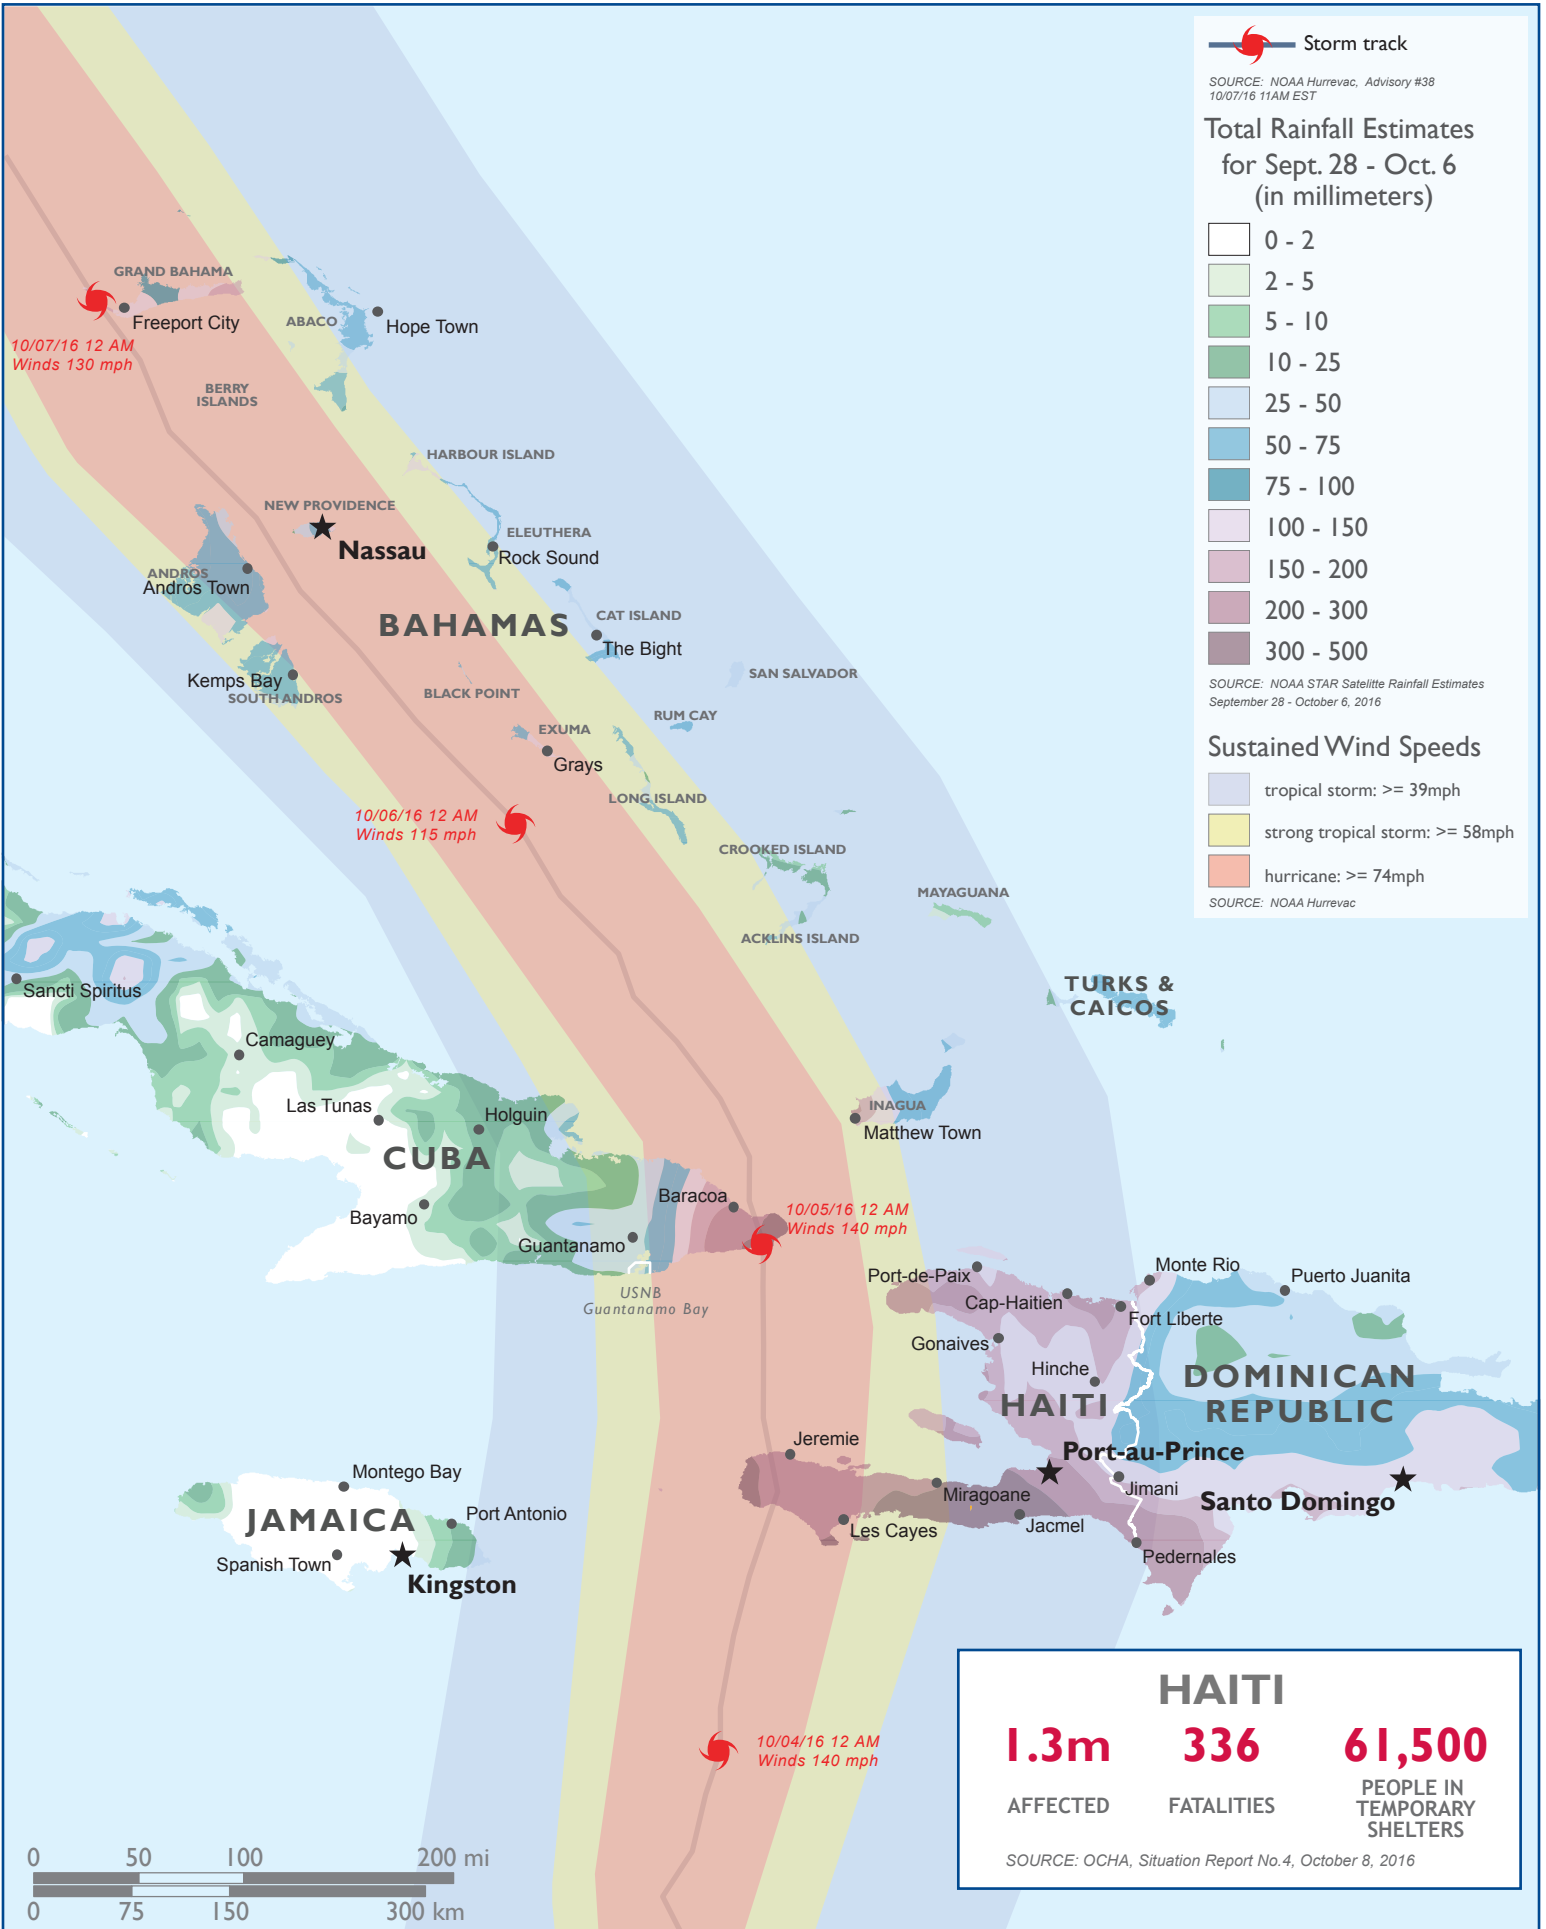 Storm track
SOURCE: NOAA Hurrevac, Advisory #38
10/07/16 11AM EST
Total Rainfall Estimates
for Sept. 28 - Oct. 6
(in millimeters)
0 - 2
2 - 5
5 - 10
10 - 25
25 - 50
50 - 75
75 - 100
100 - 150
150 - 200
200 - 300
300 - 500
SOURCE: NOAA STAR Satelitte Rainfall Estimates
September 28 - October 6, 2016
Sustained Wind Speeds
tropical storm: >= 39mph
strong tropical storm: >= 58mph
hurricane: >= 74mph
SOURCE: NOAA Hurrevac
GRAND BAHAMA
Freeport City
10/07/16 12 AM
Winds 130 mph
ABACO
Hope Town
BERRY
ISLANDS
HARBOUR ISLAND
NEW PROVIDENCE
Nassau
ELEUTHERA
Rock Sound
ANDROS
Andros Town
BAHAMAS
CAT ISLAND
The Bight
Kemps Bay
SOUTH ANDROS
BLACK POINT
SAN SALVADOR
RUM CAY
EXUMA
Grays
LONG ISLAND
10/06/16 12 AM
Winds 115 mph
CROOKED ISLAND
MAYAGUANA
ACKLINS ISLAND
TURKS &
CAICOS
Sancti Spiritus
Camaguey
Las Tunas
Holguin
CUBA
INAGUA
Matthew Town
Bayamo
Baracoa
Guantanamo
10/05/16 12 AM
Winds 140 mph
USNB
Guantanamo Bay
Port-de-Paix
Cap-Haitien
Monte Rio
Puerto Juanita
Fort Liberte
Gonaives
Hinche
HAITI
DOMINICAN
REPUBLIC
Jeremie
Port-au-Prince
Miragoane
Jimani
Santo Domingo
Les Cayes
Jacmel
Pedernales
Montego Bay
JAMAICA
Port Antonio
Spanish Town
Kingston
10/04/16 12 AM
Winds 140 mph
HAITI
1.3m
336
61,500
AFFECTED
FATALITIES
PEOPLE IN
TEMPORARY
SHELTERS
SOURCE: OCHA, Situation Report No.4, October 8, 2016
0 50 100 200 mi
0 75 150 300 km